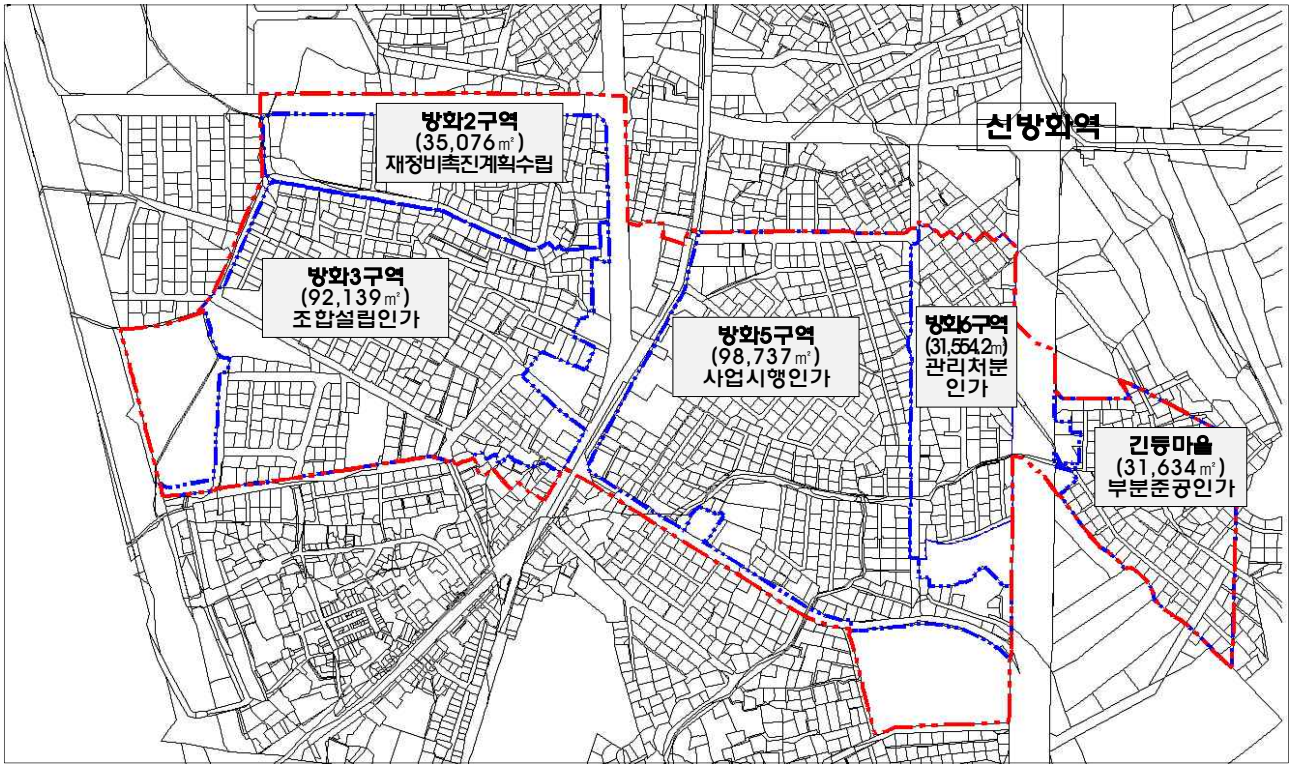 방화2구역
(35,076㎡)
재정비촉진계획수립
신방화역
방화3구역
(92,139㎡)
조합설립인가
방화5구역
(98,737㎡)
사업시행인가
방화6구역
(31,554.2㎡)
관리처분
인가
긴등마을
(31,634㎡)
부분준공인가